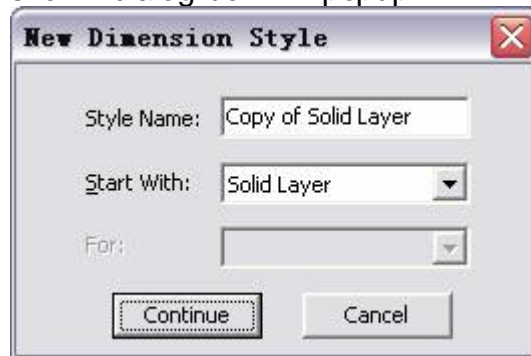 New Dimension Style
Style Name: Copy of Solid Layer
Start With: Solid Layer
For:
Continue Cancel